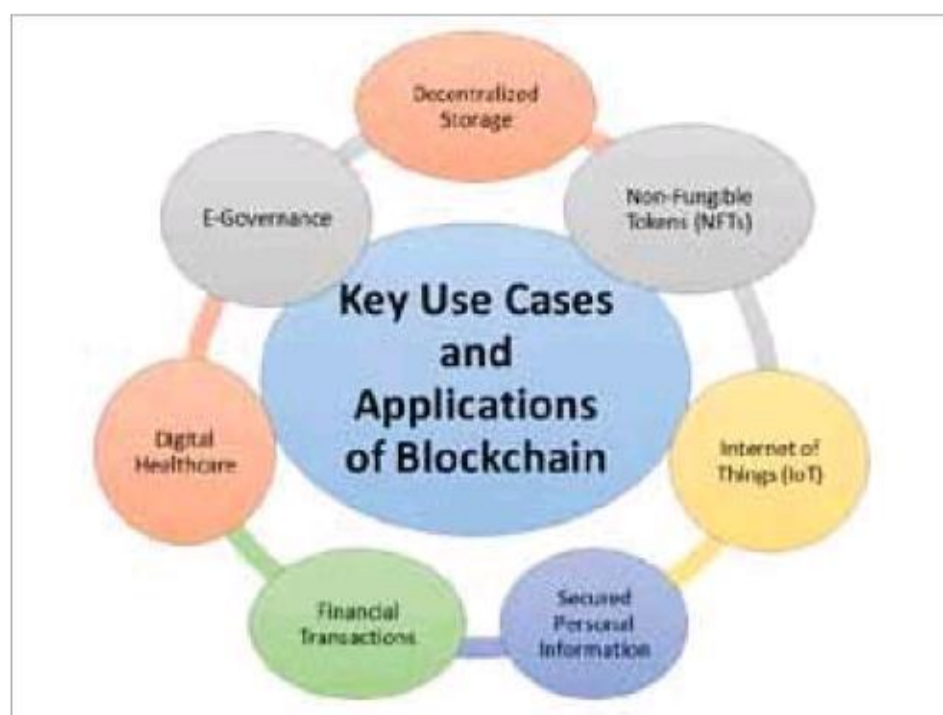 Decentralized
Storage
Non-Fungible
Tokens (NFTs)
Internet of
Things (IoT)
Secured
Personal
Information
Financial
Transactions
Digital
Healthcare
E-Governance
Key Use Cases
and
Applications
of Blockchain